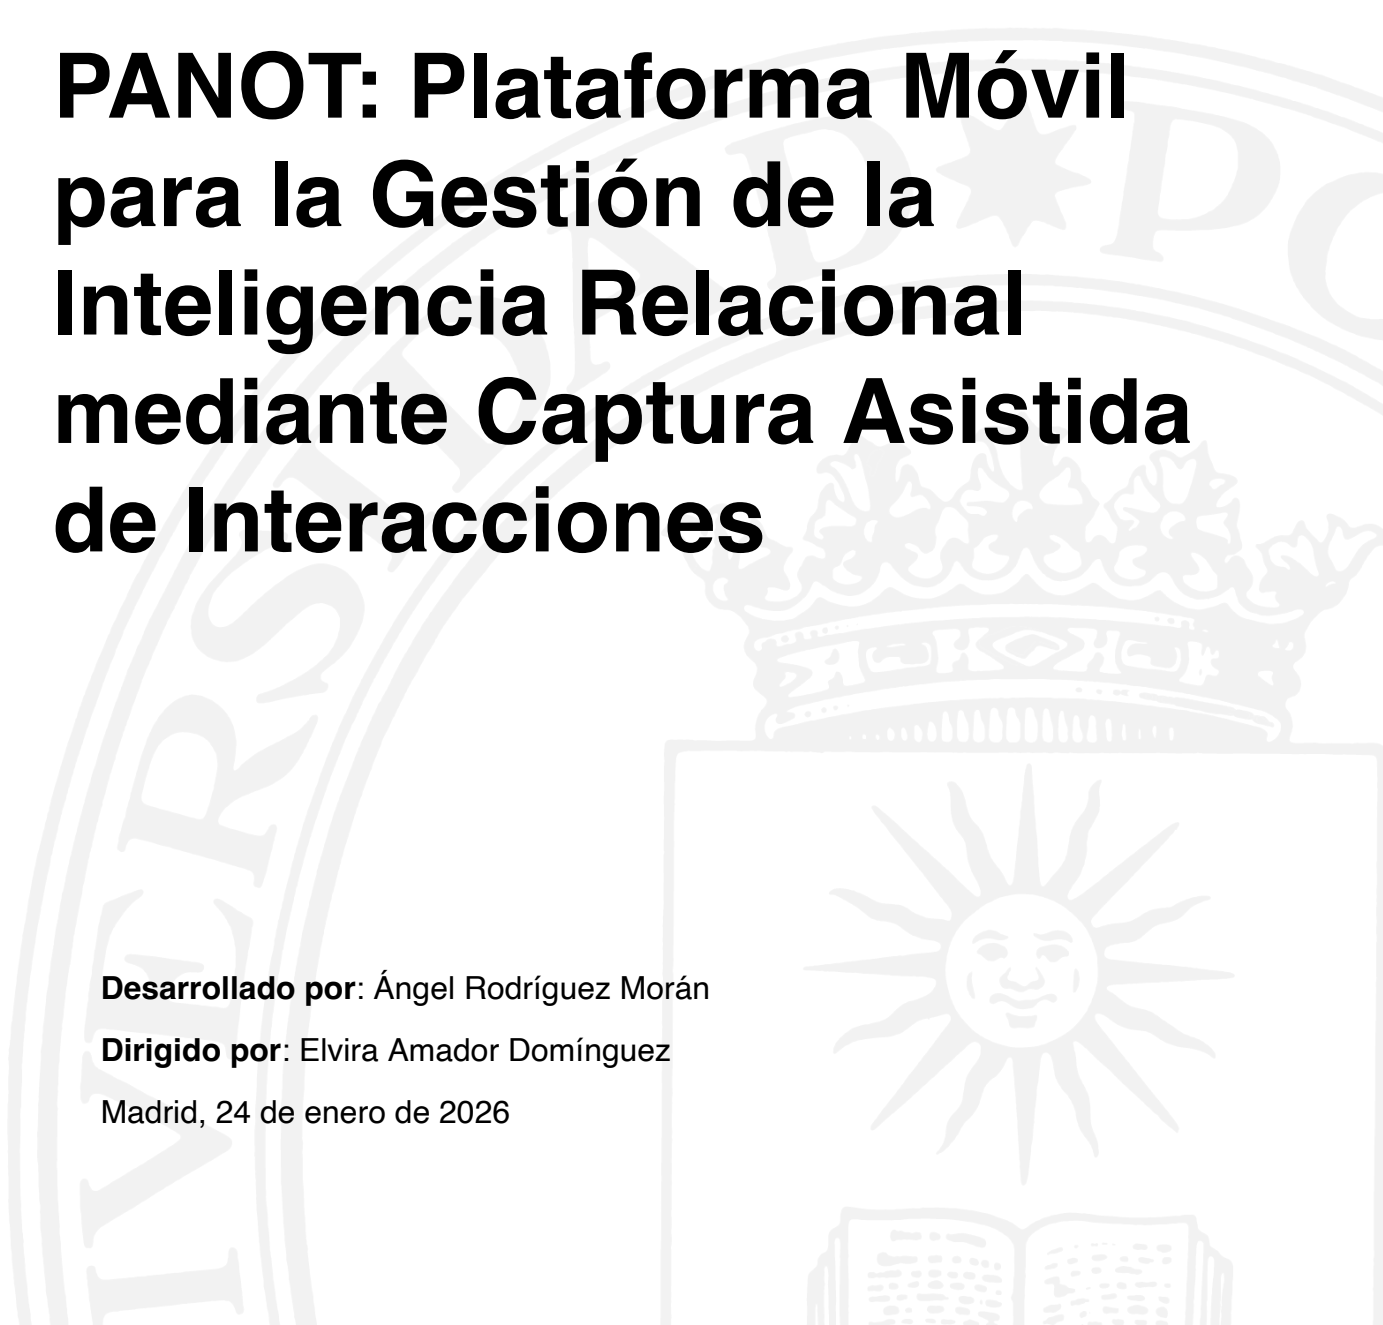 PANOT: Plataforma Móvil
para la Gestión de la
Inteligencia Relacional
mediante Captura Asistida
de Interacciones
Desarrollado por: Ángel Rodríguez Morán
Dirigido por: Elvira Amador Domínguez
Madrid, 24 de enero de 2026